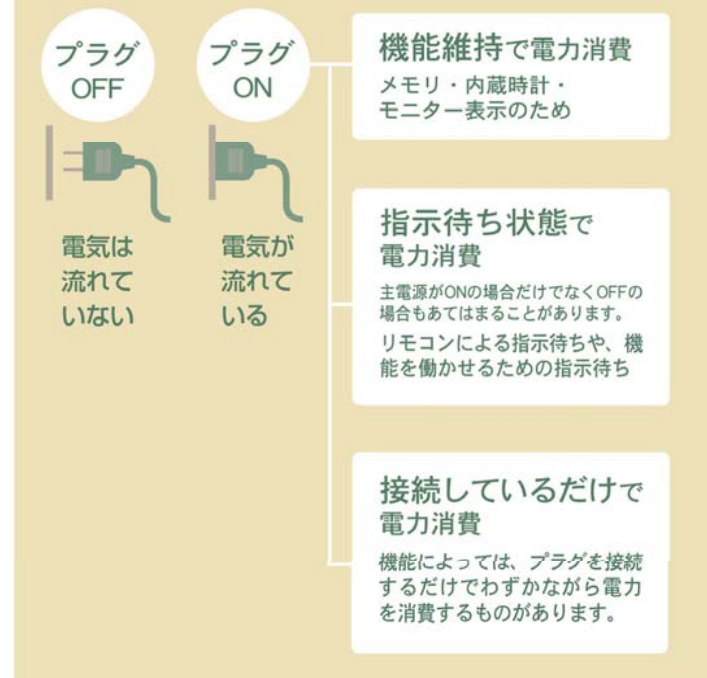 プラグ
OFF
電気は
流れて
いない
プラグ
ON
電気が
流れて
いる
機能維持で電力消費
メモリ・内蔵時計・
モニター表示のため
指示待ち状態で
電力消費
主電源がONの場合だけでなくOFFの
場合もあてはまることがあります。
リモコンによる指示待ちや、機
能を働かせるための指示待ち
接続しているだけで
電力消費
機能によっては、プラグを接続
するだけでわずかながら電力
を消費するものがあります。